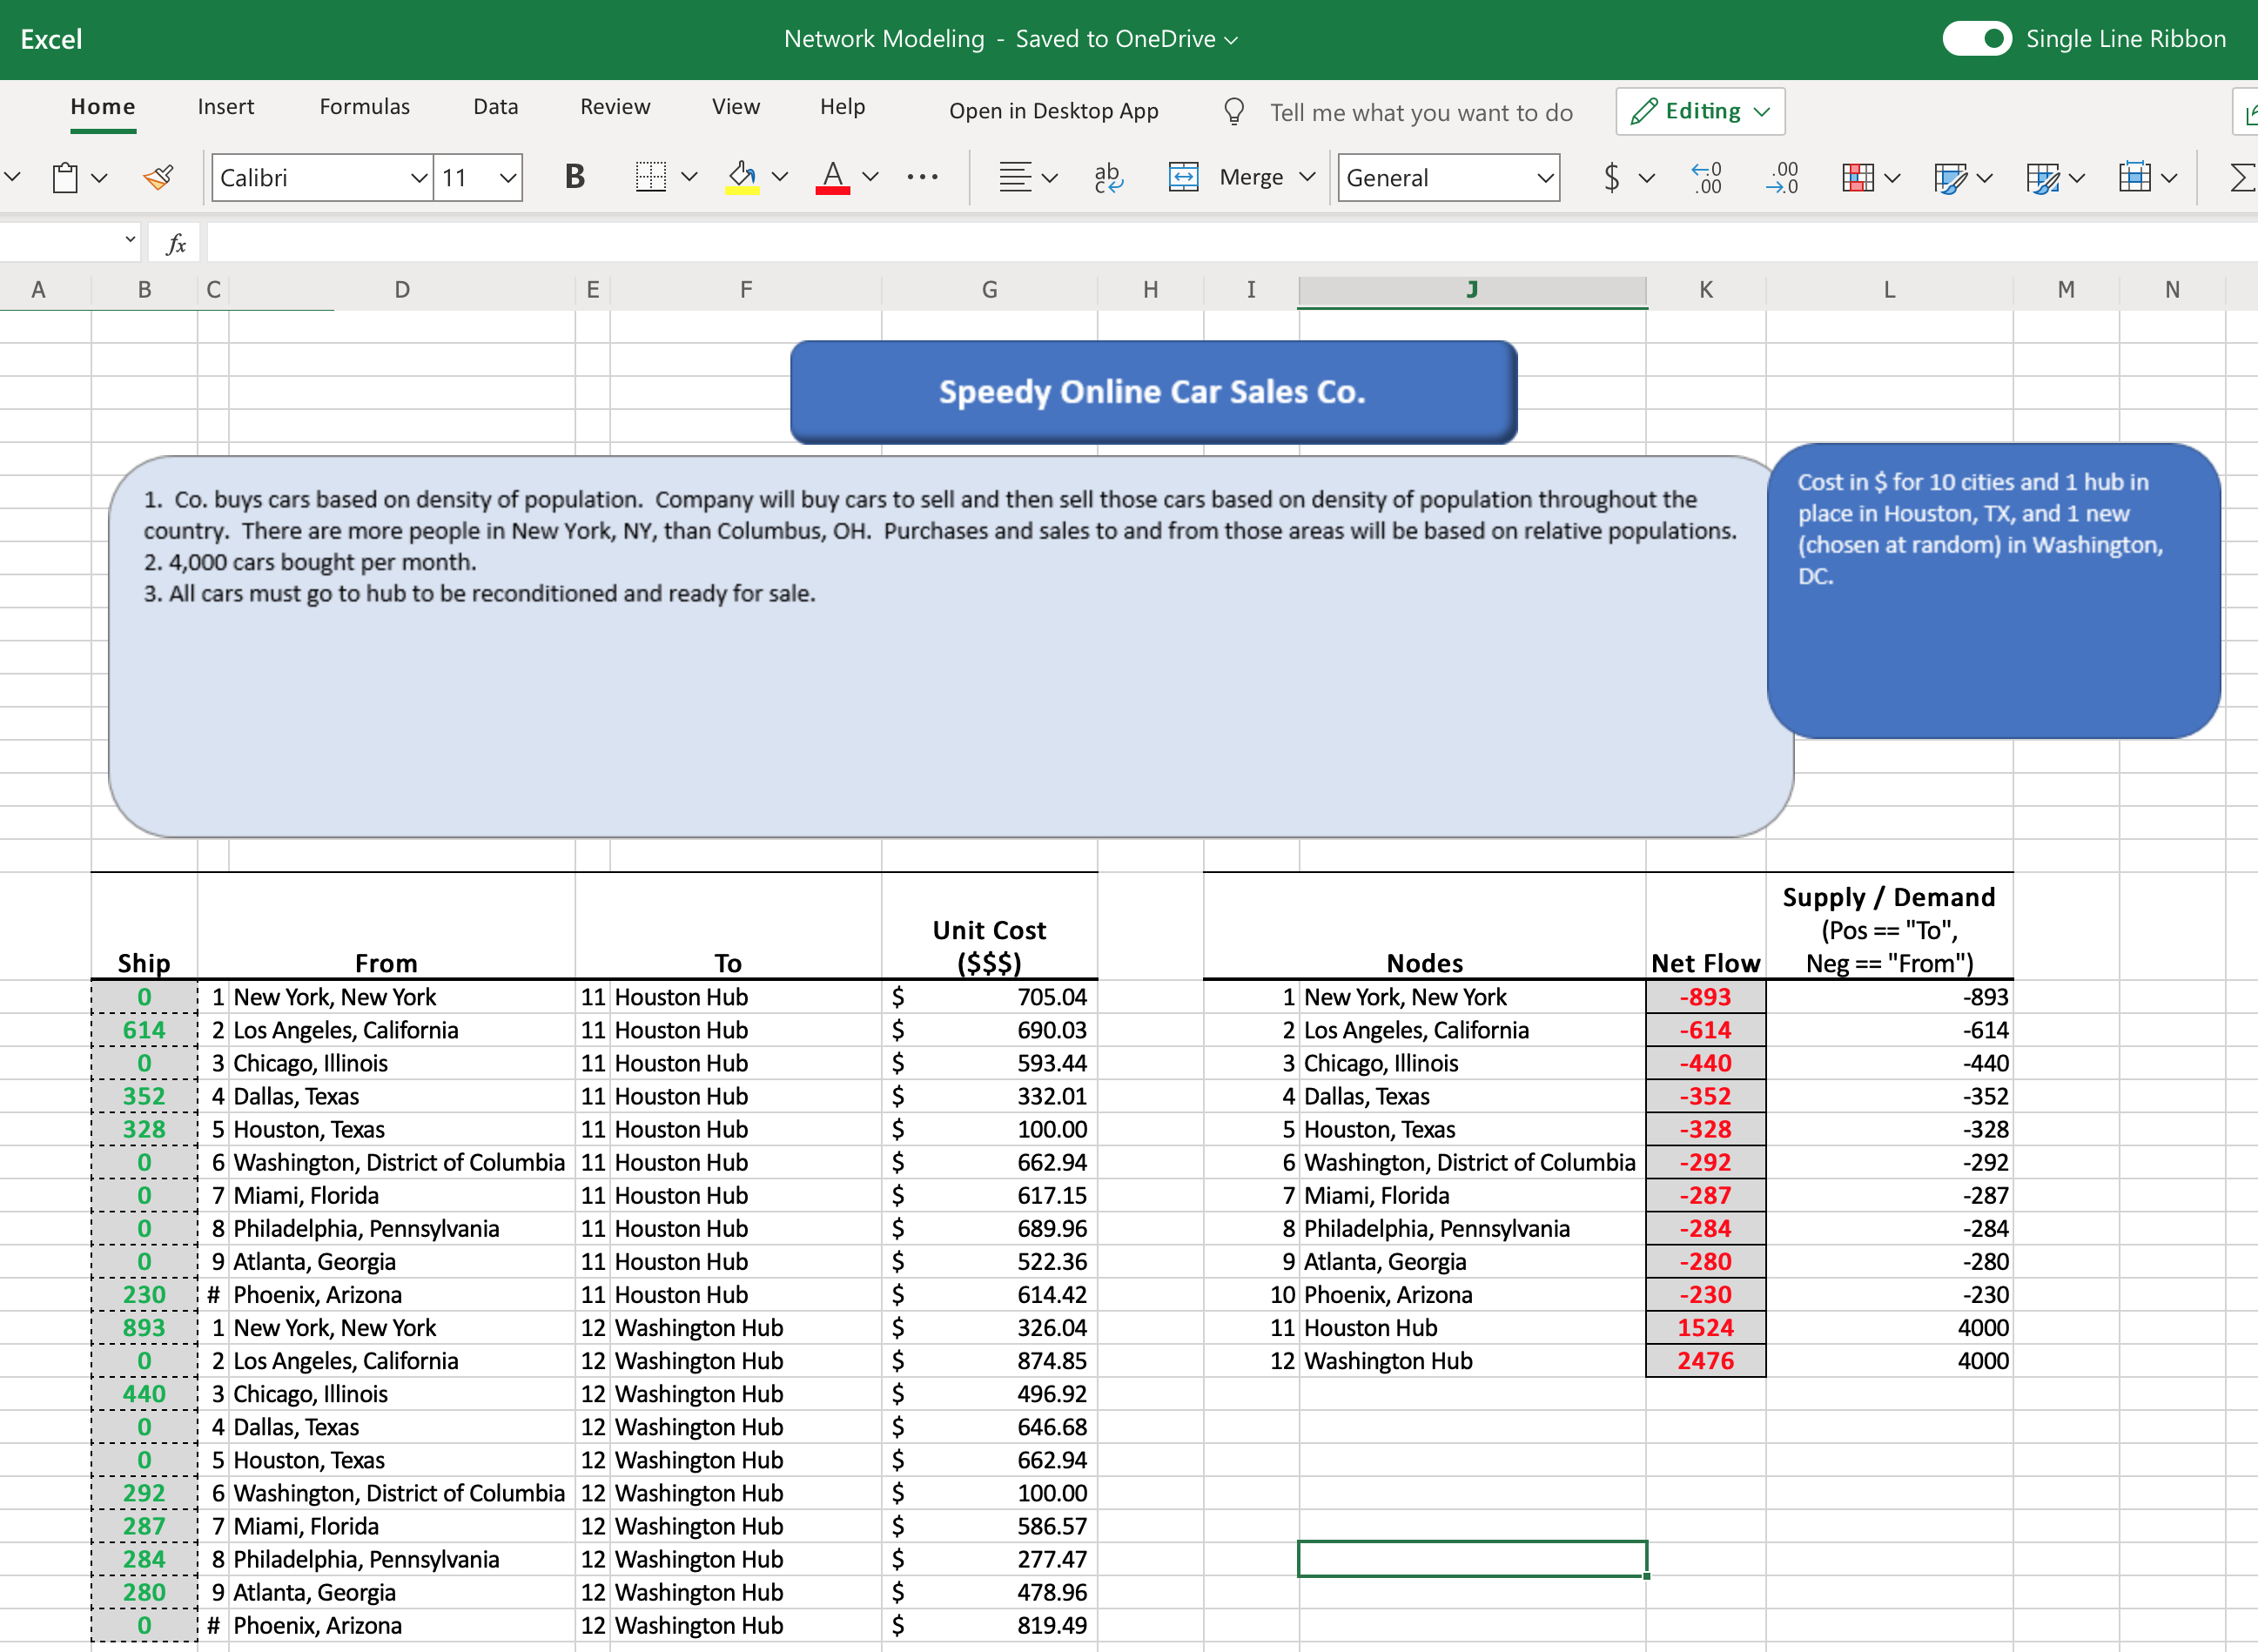 Excel
Network Modeling - Saved to OneDrive
Single Line Ribbon
Home Insert Formulas Data Review View Help Open in Desktop App Tell me what you want to do Editing
Calibri 11 B A ab c Merge General $ .00 .00 Σ
fx
A B C D E F G H I J K L M N
Speedy Online Car Sales Co.
1. Co. buys cars based on density of population. Company will buy cars to sell and then sell those cars based on density of population throughout the
country. There are more people in New York, NY, than Columbus, OH. Purchases and sales to and from those areas will be based on relative populations.
2. 4,000 cars bought per month.
3. All cars must go to hub to be reconditioned and ready for sale.
Cost in $ for 10 cities and 1 hub in
place in Houston, TX, and 1 new
(chosen at random) in Washington,
DC.
Ship From To Unit Cost ($$$)
0 1 New York, New York 11 Houston Hub $ 705.04
614 2 Los Angeles, California 11 Houston Hub $ 690.03
0 3 Chicago, Illinois 11 Houston Hub $ 593.44
352 4 Dallas, Texas 11 Houston Hub $ 332.01
328 5 Houston, Texas 11 Houston Hub $ 100.00
0 6 Washington, District of Columbia 11 Houston Hub $ 662.94
0 7 Miami, Florida 11 Houston Hub $ 617.15
0 8 Philadelphia, Pennsylvania 11 Houston Hub $ 689.96
0 9 Atlanta, Georgia 11 Houston Hub $ 522.36
230 # Phoenix, Arizona 11 Houston Hub $ 614.42
893 1 New York, New York 12 Washington Hub $ 326.04
0 2 Los Angeles, California 12 Washington Hub $ 874.85
440 3 Chicago, Illinois 12 Washington Hub $ 496.92
0 4 Dallas, Texas 12 Washington Hub $ 646.68
0 5 Houston, Texas 12 Washington Hub $ 662.94
292 6 Washington, District of Columbia 12 Washington Hub $ 100.00
287 7 Miami, Florida 12 Washington Hub $ 586.57
284 8 Philadelphia, Pennsylvania 12 Washington Hub $ 277.47
280 9 Atlanta, Georgia 12 Washington Hub $ 478.96
0 # Phoenix, Arizona 12 Washington Hub $ 819.49
Supply / Demand
(Pos == "To",
Nodes Net Flow Neg == "From")
1 New York, New York -893 -893
2 Los Angeles, California -614 -614
3 Chicago, Illinois -440 -440
4 Dallas, Texas -352 -352
5 Houston, Texas -328 -328
6 Washington, District of Columbia -292 -292
7 Miami, Florida -287 -287
8 Philadelphia, Pennsylvania -284 -284
9 Atlanta, Georgia -280 -280
10 Phoenix, Arizona -230 -230
11 Houston Hub 1524 4000
12 Washington Hub 2476 4000